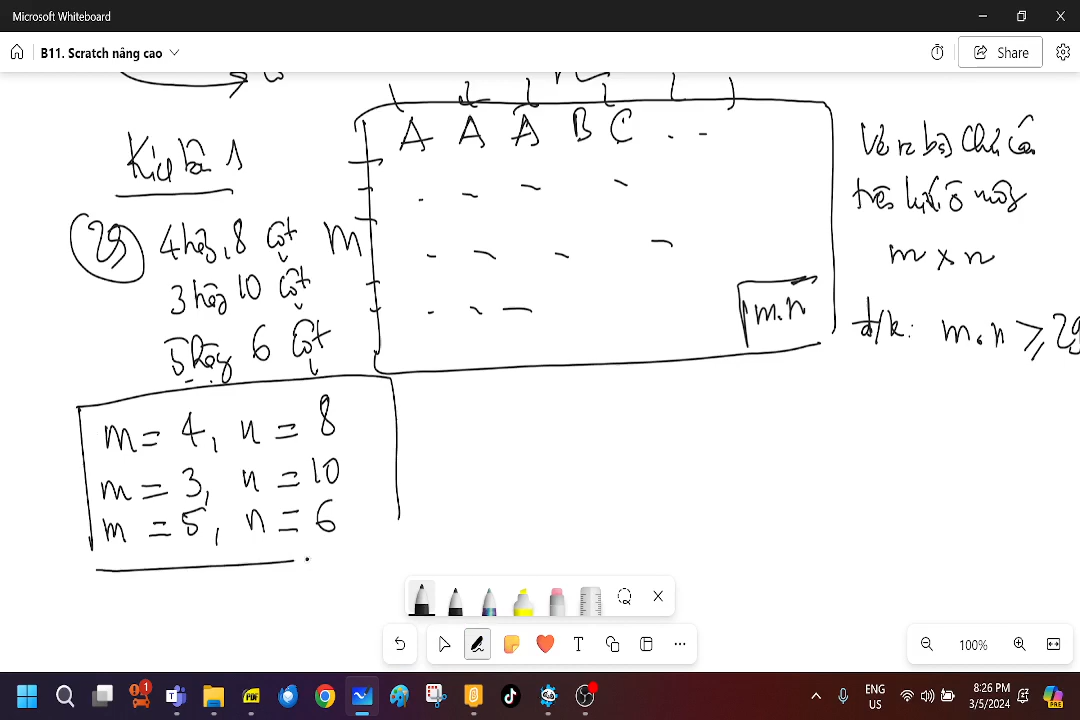 Microsoft Whiteboard
B11. Scratch nâng cao
Share
Kịch bản 1
A A Ă B C . . -
Vẽ ra bảng chữ cái
trên lưới ô vuông
m x n
đ/k: m.n ⩾ 29
29
4 hàng, 8 cột
3 hàng 10 cột
5 hàng 6 cột
m
m.n
m = 4, n = 8
m = 3, n = 10
m = 5, n = 6
100%
ENG
US
8:26 PM
3/5/2024